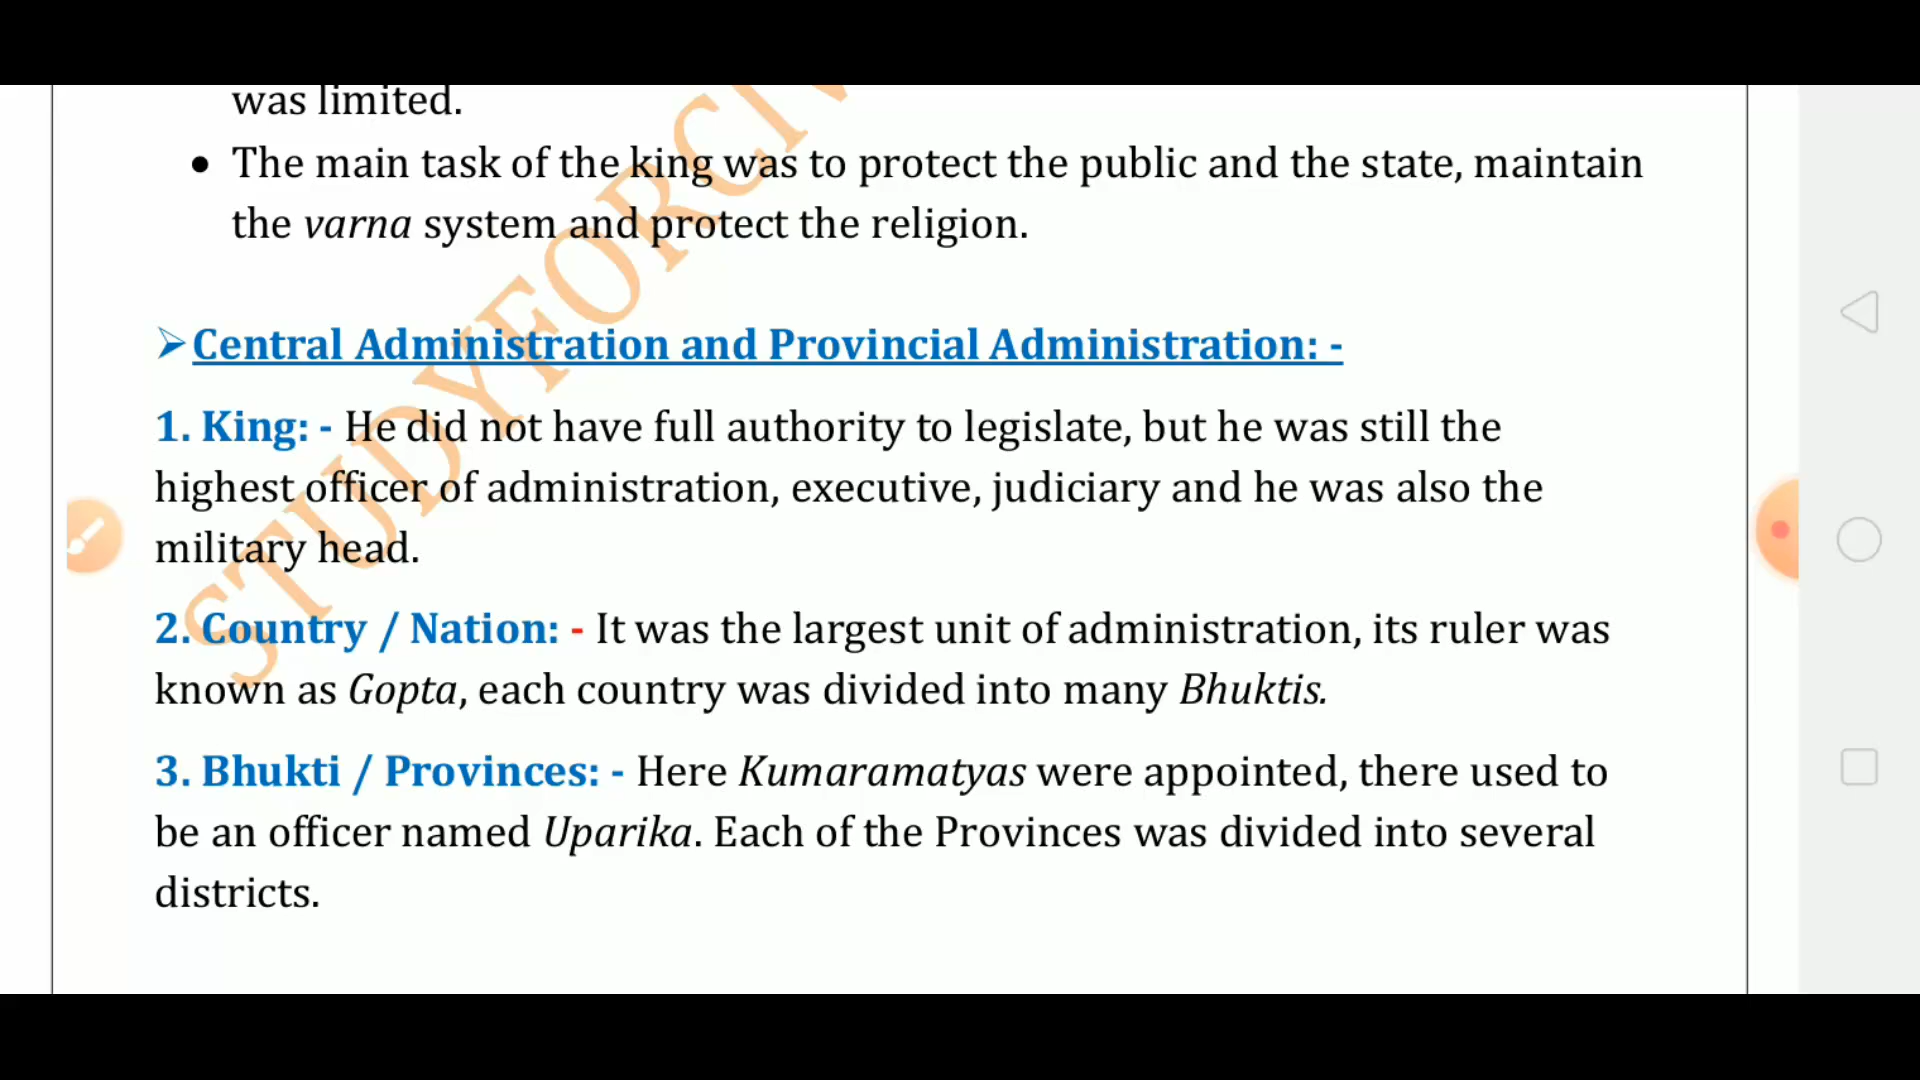 was limited.
• The main task of the king was to protect the public and the state, maintain
the varna system and protect the religion.
➢Central Administration and Provincial Administration: -
1. King: - He did not have full authority to legislate, but he was still the
highest officer of administration, executive, judiciary and he was also the
military head.
2. Country / Nation: - It was the largest unit of administration, its ruler was
known as Gopta, each country was divided into many Bhuktis.
3. Bhukti / Provinces: - Here Kumaramatyas were appointed, there used to
be an officer named Uparika. Each of the Provinces was divided into several
districts.